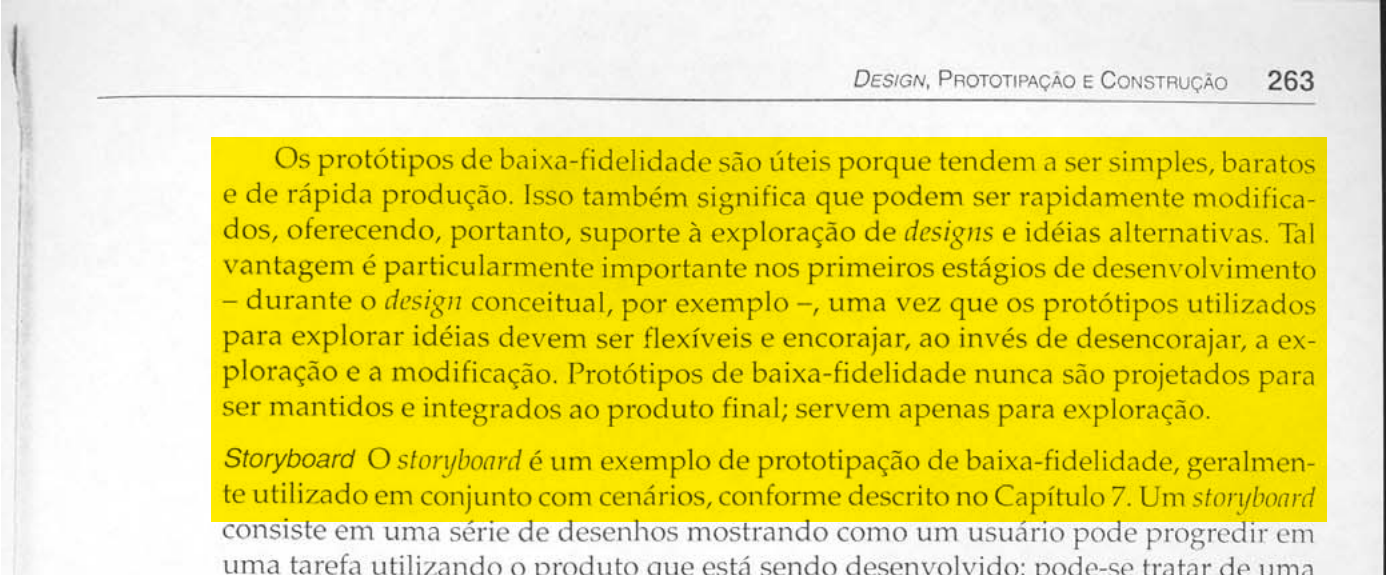 DESIGN, PROTOTIPAÇÃO E CONSTRUÇÃO 263
Os protótipos de baixa-fidelidade são úteis porque tendem a ser simples, baratos
e de rápida produção. Isso também significa que podem ser rapidamente modifica-
dos, oferecendo, portanto, suporte à exploração de designs e idéias alternativas. Tal
vantagem é particularmente importante nos primeiros estágios de desenvolvimento
– durante o design conceitual, por exemplo –, uma vez que os protótipos utilizados
para explorar idéias devem ser flexíveis e encorajar, ao invés de desencorajar, a ex-
ploração e a modificação. Protótipos de baixa-fidelidade nunca são projetados para
ser mantidos e integrados ao produto final; servem apenas para exploração.
Storyboard O storyboard é um exemplo de prototipação de baixa-fidelidade, geralmen-
te utilizado em conjunto com cenários, conforme descrito no Capítulo 7. Um storyboard
consiste em uma série de desenhos mostrando como um usuário pode progredir em
uma tarefa utilizando o produto que está sendo desenvolvido; pode-se tratar de uma